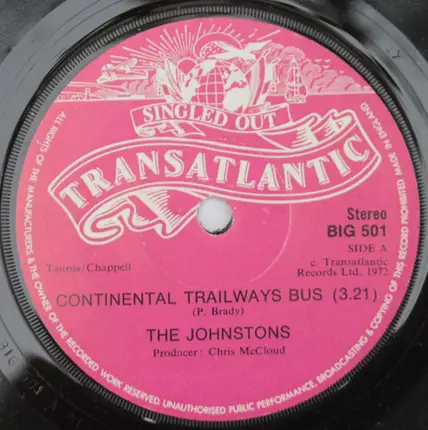 SINGLED OUT
TRANSATLANTIC
Stereo
BIG 501
SIDE A
c. Transatlantic
Records Ltd. 1972
Taurus/Chappell
CONTINENTAL TRAILWAYS BUS (3.21)
(P. Brady)
THE JOHNSTONS
Producer: Chris McCloud
ALL RIGHTS OF THE MANUFACTURERS & THE OWNER OF THE RECORDED WORK RESERVED. UNAUTHORISED PUBLIC PERFORMANCE, BROADCASTING & COPYING OF THIS RECORD PROHIBITED. MADE IN ENGLAND